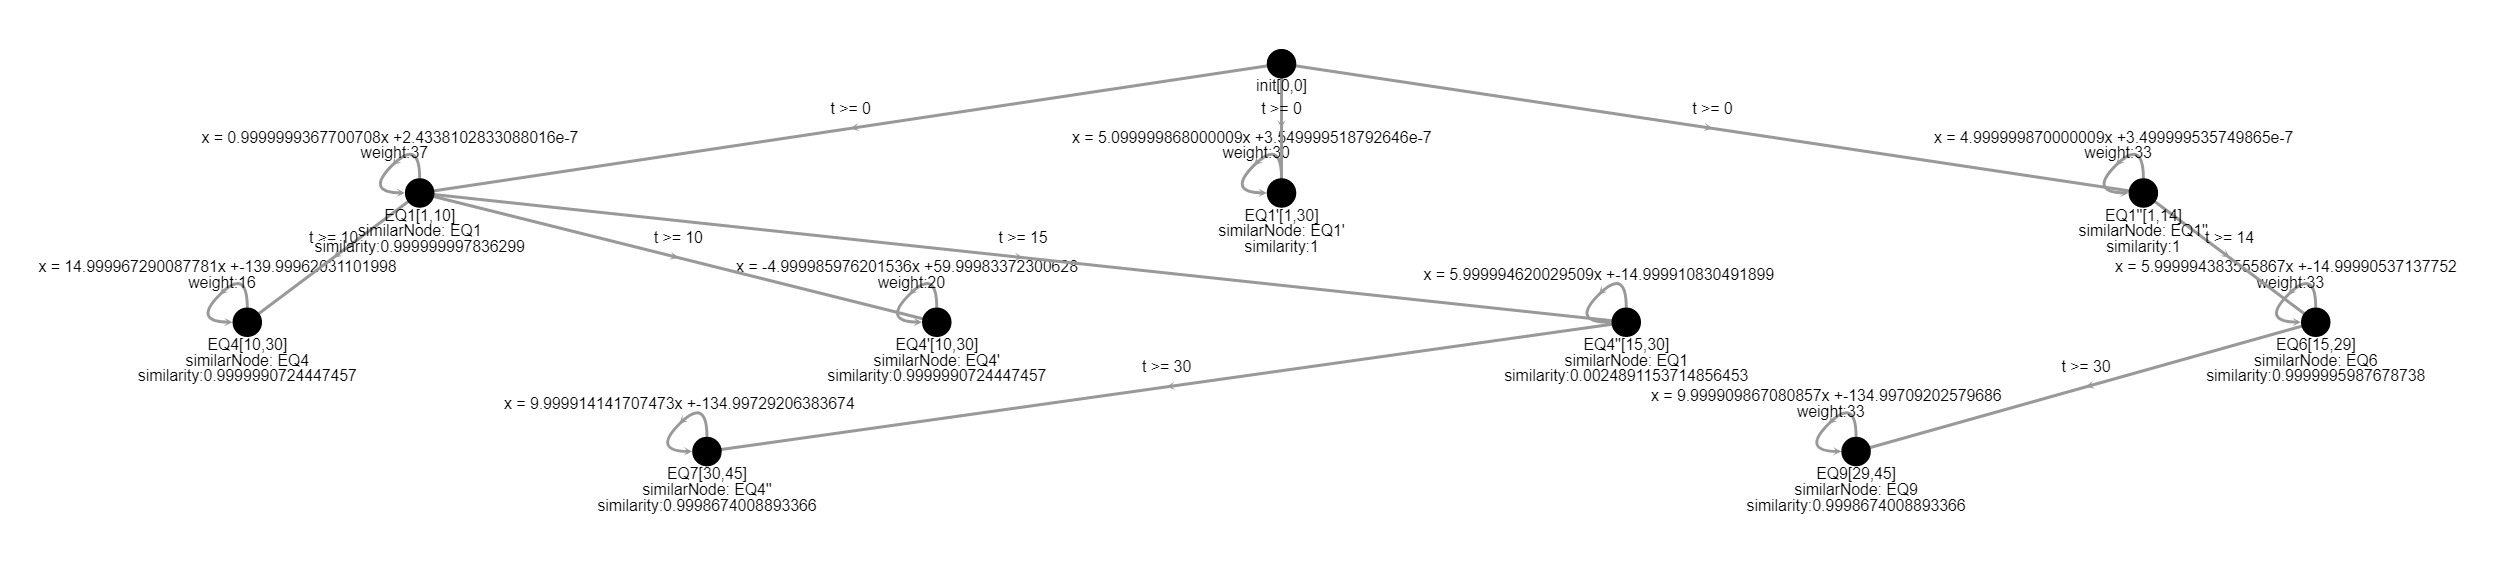 init[0,0]
t >= 0
t >= 0
t >= 0
x = 0.9999999367700708x +2.4338102833088016e-7
weight:37
x = 5.099999868000009x +3.549999518792646e-7
weight:30
x = 4.999999870000009x +3.499999535749865e-7
weight:33
EQ1[1,10]
similarNode: EQ1
similarity:0.999999997836299
EQ1'[1,30]
similarNode: EQ1'
similarity:1
EQ1''[1,14]
similarNode: EQ1''
similarity:1
t >= 10
t >= 10
t >= 15
t >= 14
x = 14.999967290087781x +-139.99962031101998
weight:16
x = -4.999985976201536x +59.99983372300628
weight:20
x = 5.999994620029509x +-14.999910830491899
x = 5.999994383555867x +-14.99990537137752
weight:33
EQ4[10,30]
similarNode: EQ4
similarity:0.9999990724447457
EQ4'[10,30]
similarNode: EQ4'
similarity:0.9999990724447457
EQ4''[15,30]
similarNode: EQ1
similarity:0.0024891153714856453
EQ6[15,29]
similarNode: EQ6
similarity:0.9999995987678738
t >= 30
t >= 30
x = 9.999914141707473x +-134.99729206383674
x = 9.999909867080857x +-134.99709202579686
weight:33
EQ7[30,45]
similarNode: EQ4''
similarity:0.9998674008893366
EQ9[29,45]
similarNode: EQ9
similarity:0.9998674008893366